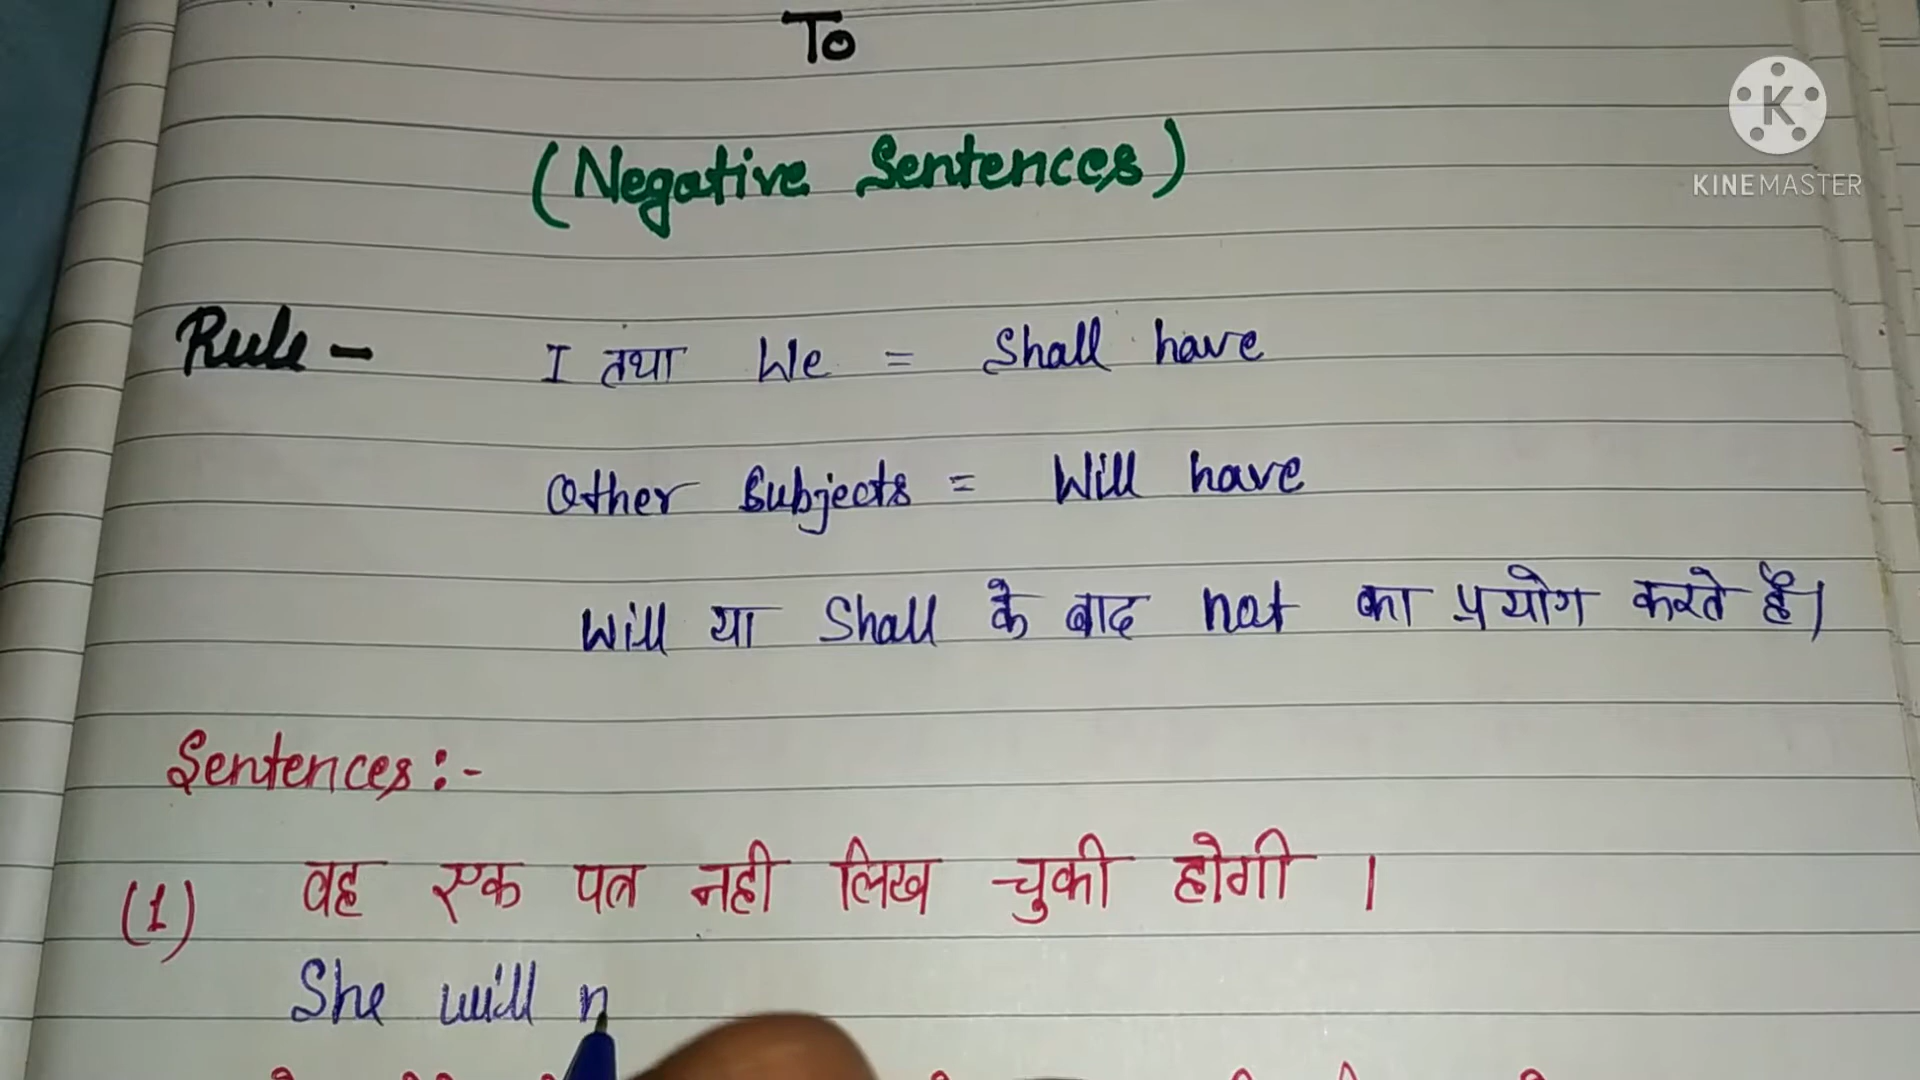 To
(Negative Sentences)
KINEMASTER
Rule - I तथा We = Shall have
Other Subjects = Will have
Will या Shall के बाद not का प्रयोग करते है।
Sentences :-
(1) वह एक पत्र नही लिख चुकी होगी ।
She will n